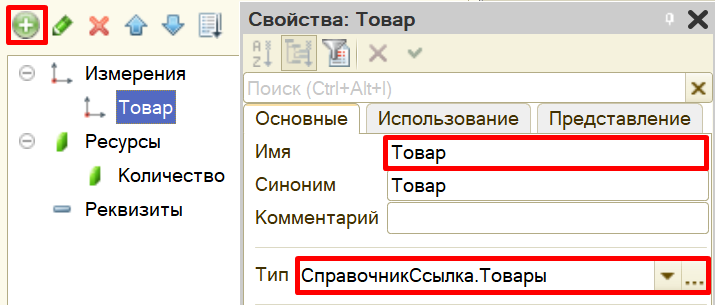 Измерения
Товар
Ресурсы
Количество
Реквизиты
Свойства: Товар
Поиск (Ctrl+Alt+I)
Основные Использование Представление
Имя Товар
Синоним Товар
Комментарий
Тип СправочникСсылка.Товары ...